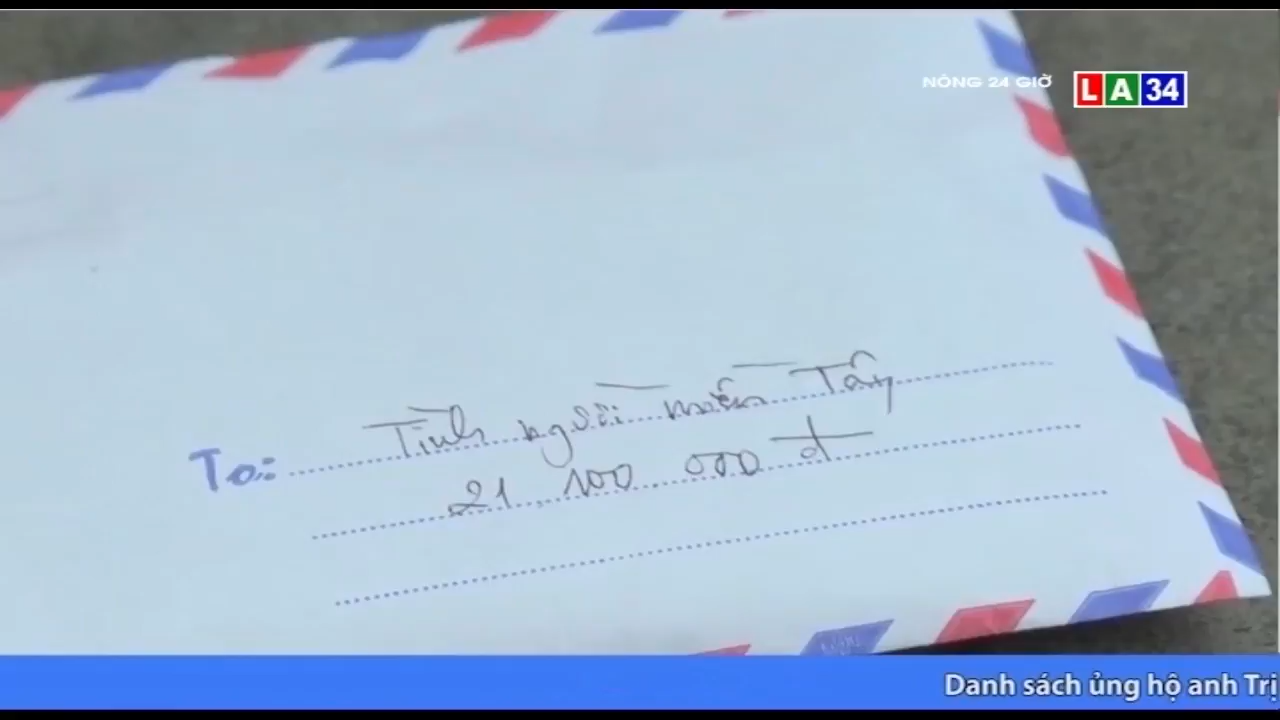 NÓNG 24 GIỜ
LA34
Tình người miền Tây
To:
21.100.000 đ
Danh sách ủng hộ anh Trị